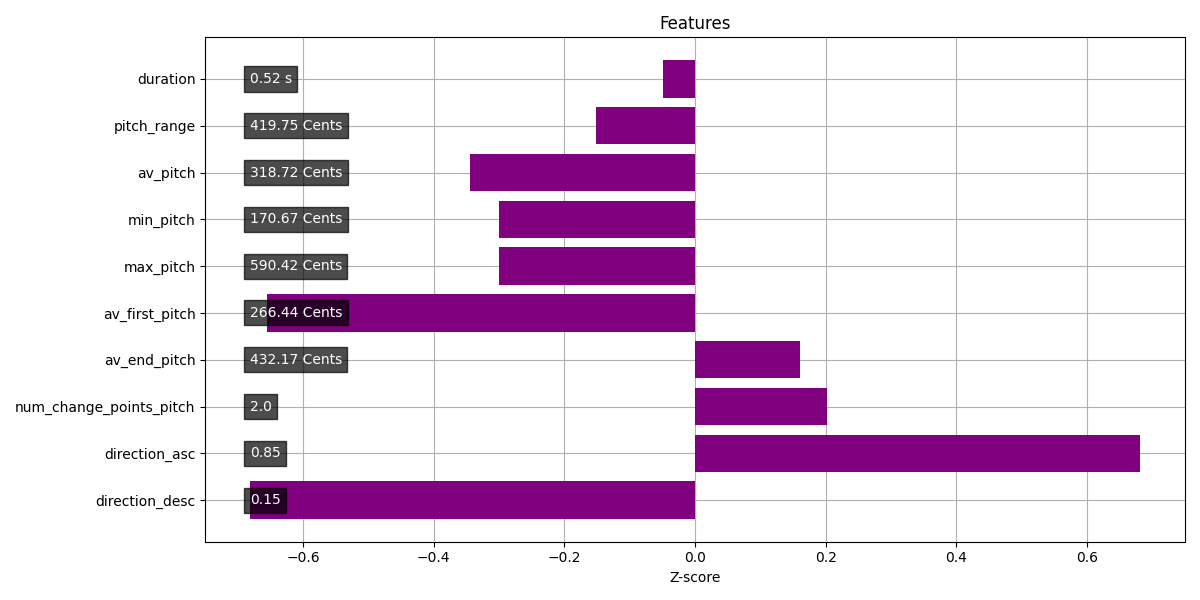 Features
duration 0.52 s
pitch_range 419.75 Cents
av_pitch 318.72 Cents
min_pitch 170.67 Cents
max_pitch 590.42 Cents
av_first_pitch 266.44 Cents
av_end_pitch 432.17 Cents
num_change_points_pitch 2.0
direction_asc 0.85
direction_desc 0.15
−0.6 −0.4 −0.2 0.0 0.2 0.4 0.6
Z-score